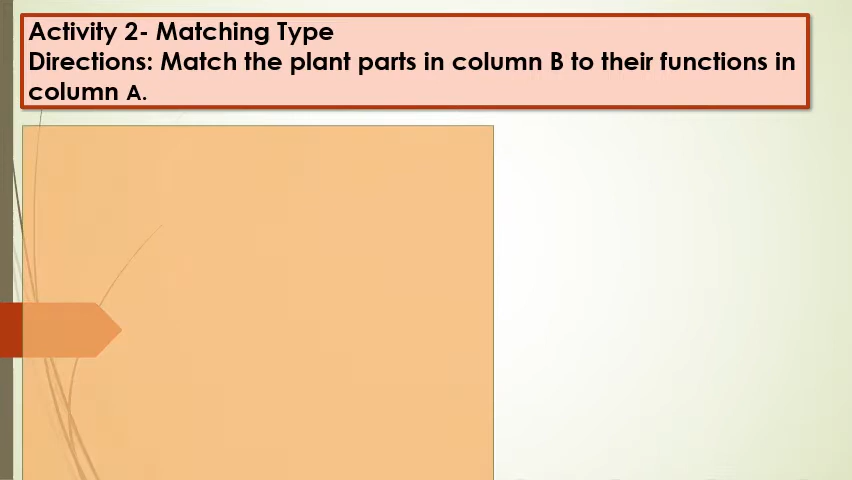 Activity 2- Matching Type
Directions: Match the plant parts in column B to their functions in
column A.